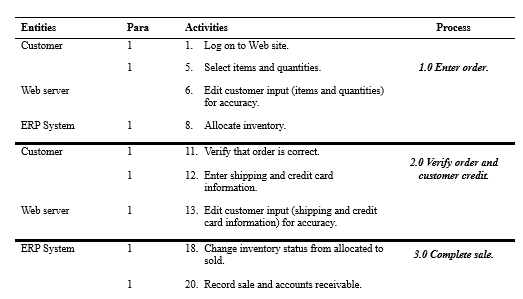 Entities Para Activities Process
Customer 1 1. Log on to Web site.
1 5. Select items and quantities. 1.0 Enter order.
Web server 6. Edit customer input (items and quantities)
for accuracy.
ERP System 1 8. Allocate inventory.
Customer 1 11. Verify that order is correct.
2.0 Verify order and
customer credit.
1 12. Enter shipping and credit card
information.
Web server 1 13. Edit customer input (shipping and credit
card information) for accuracy.
ERP System 1 18. Change inventory status from allocated to
sold.
3.0 Complete sale.
1 20. Record sale and accounts receivable.